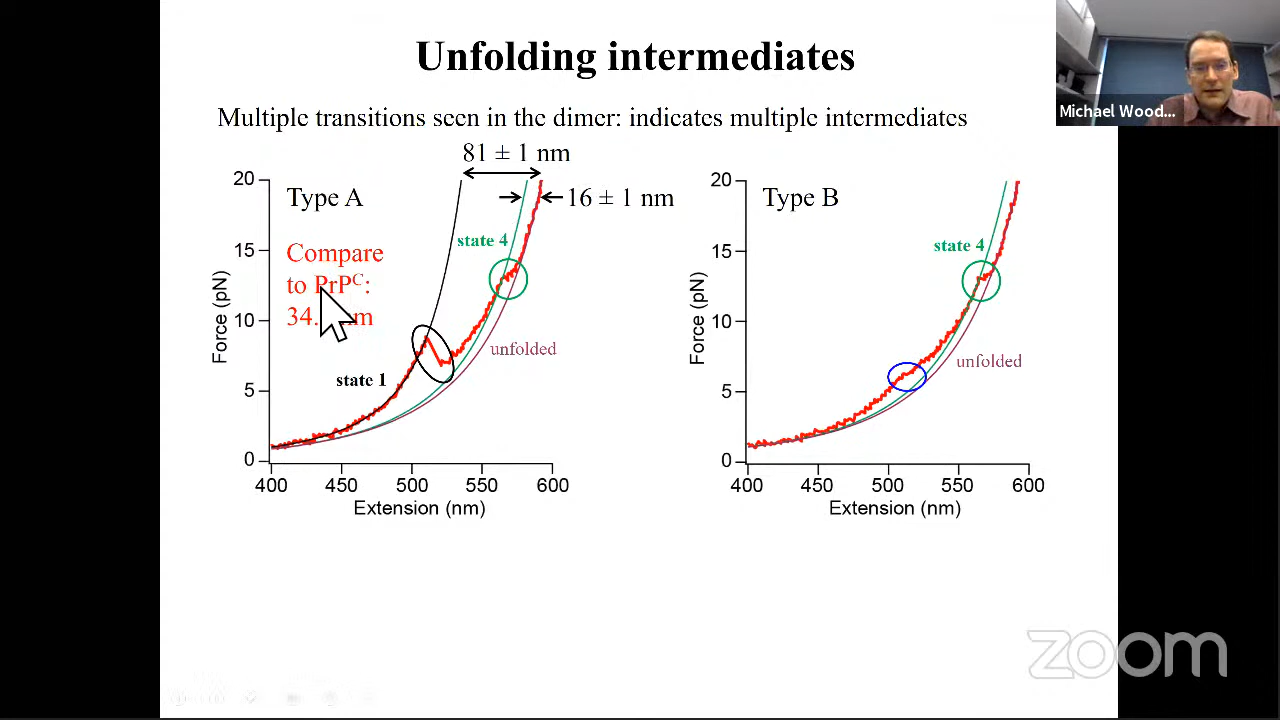 Unfolding intermediates
Michael Wood...
Multiple transitions seen in the dimer: indicates multiple intermediates
81 ± 1 nm
16 ± 1 nm
Type A
Compare
to PrPᶜ:
34.
state 4
state 1
unfolded
Force (pN)
20
15
10
5
0
400 450 500 550 600
Extension (nm)
Type B
state 4
unfolded
Force (pN)
20
15
10
5
0
400 450 500 550 600
Extension (nm)
zoom